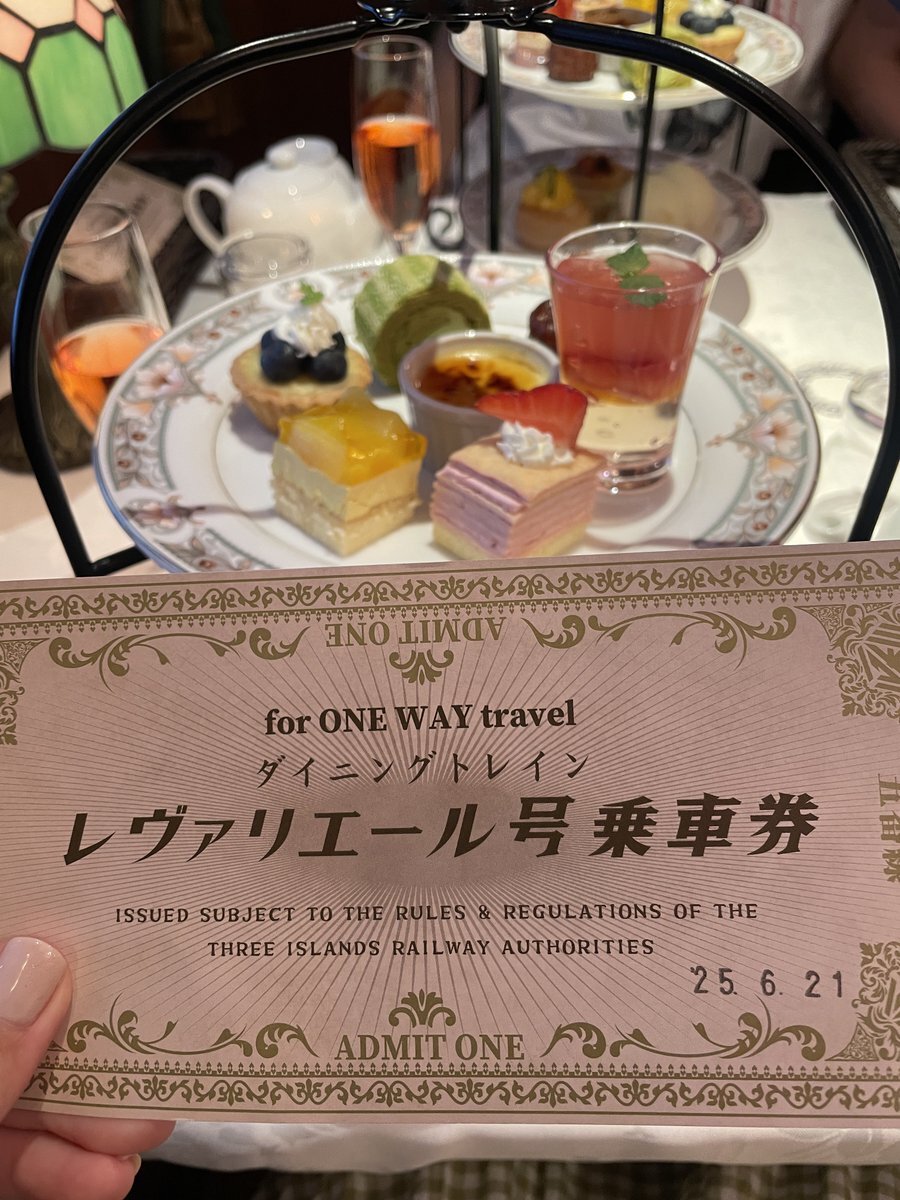 ADMIT ONE
for ONE WAY travel
ダイニングトレイン
レヴァリエール号乗車券
ISSUED SUBJECT TO THE RULES & REGULATIONS OF THE
THREE ISLANDS RAILWAY AUTHORITIES
'25. 6. 21
ADMIT ONE